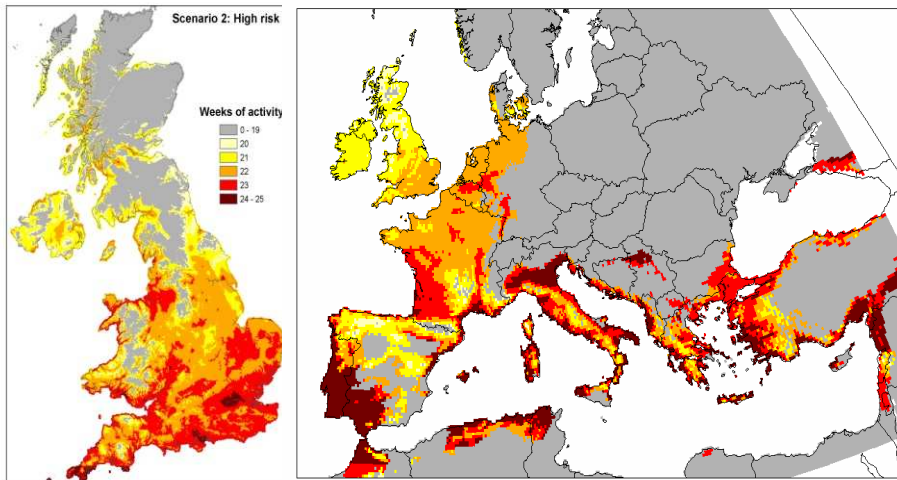 Scenario 2: High risk
Weeks of activity
0 - 19
20
21
22
23
24 - 25